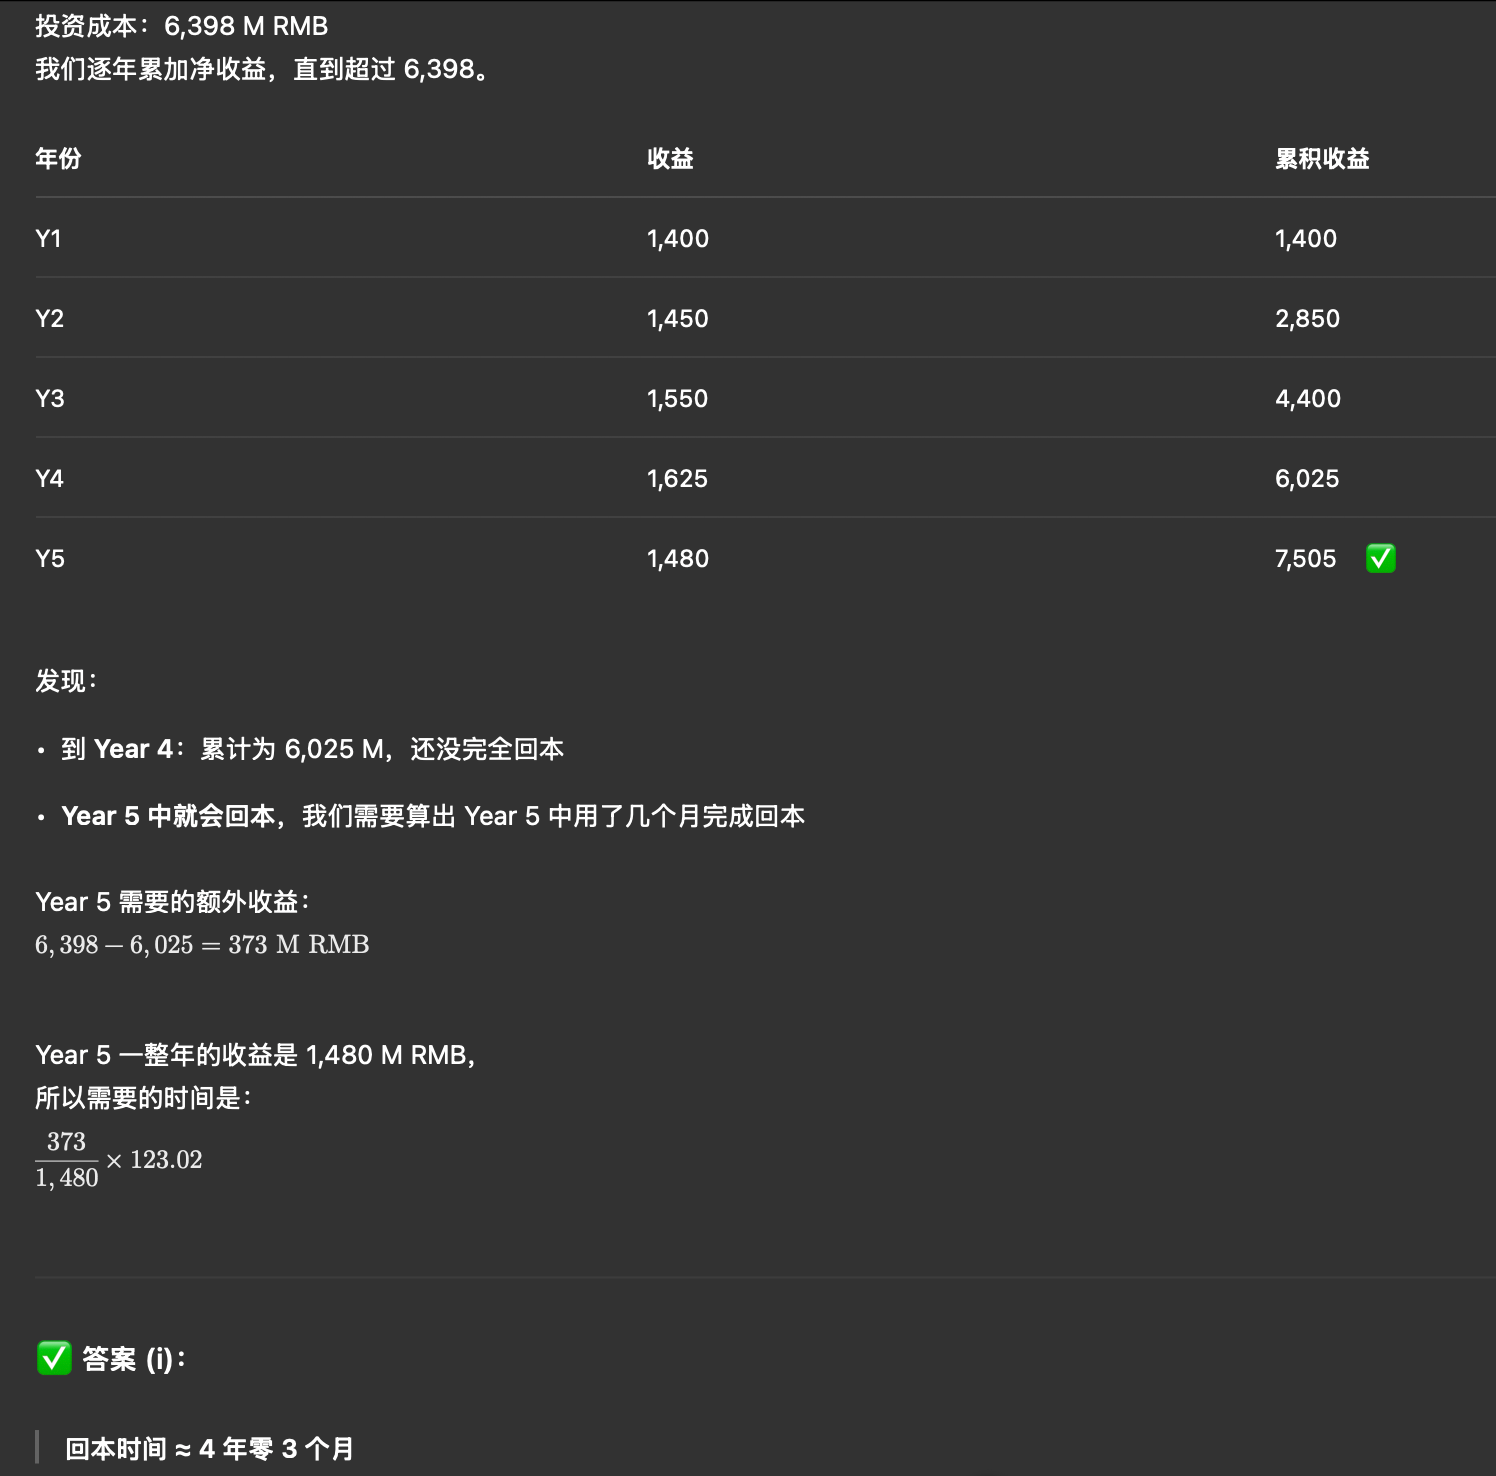 投资成本：6,398 M RMB
我们逐年累加净收益，直到超过 6,398。
年份 收益 累积收益
Y1 1,400 1,400
Y2 1,450 2,850
Y3 1,550 4,400
Y4 1,625 6,025
Y5 1,480 7,505 ✅
发现：
• 到 Year 4：累计为 6,025 M，还没完全回本
• Year 5 中就会回本，我们需要算出 Year 5 中用了几个月完成回本
Year 5 需要的额外收益：
6,398 − 6,025 = 373 M RMB
Year 5 一整年的收益是 1,480 M RMB，
所以需要的时间是：
373/1,480 × 123.02
✅ 答案 (i)：
回本时间 ≈ 4 年零 3 个月